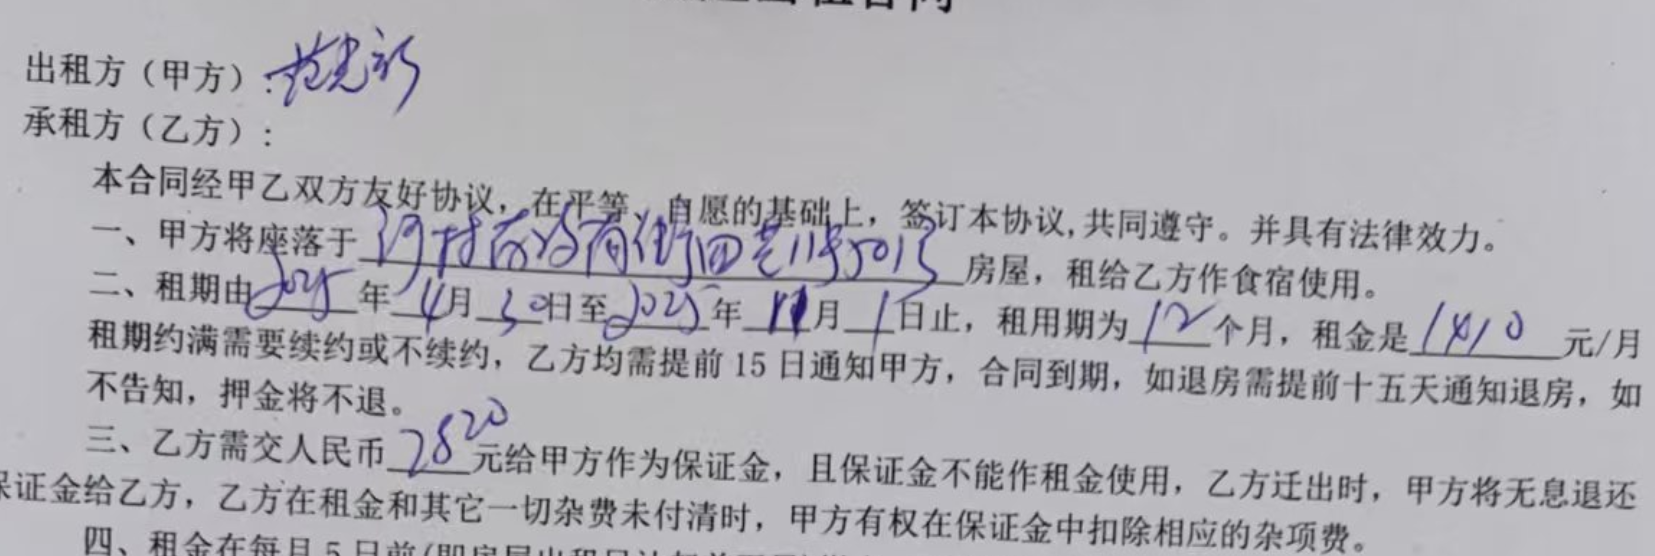 出租方（甲方）：
承租方（乙方）：
本合同经甲乙双方友好协议，在平等、自愿的基础上，签订本协议,共同遵守。并具有法律效力。
一、甲方将座落于 房屋，租给乙方作食宿使用。
二、租期由2025年4月30日至2025年11月1日止，租用期为12个月，租金是1410元/月
租期约满需要续约或不续约，乙方均需提前15日通知甲方，合同到期，如退房需提前十五天通知退房，如
不告知，押金将不退。
三、乙方需交人民币2820元给甲方作为保证金，且保证金不能作租金使用，乙方迁出时，甲方将无息退还
保证金给乙方，乙方在租金和其它一切杂费未付清时，甲方有权在保证金中扣除相应的杂项费。
四、租金在每月5日前